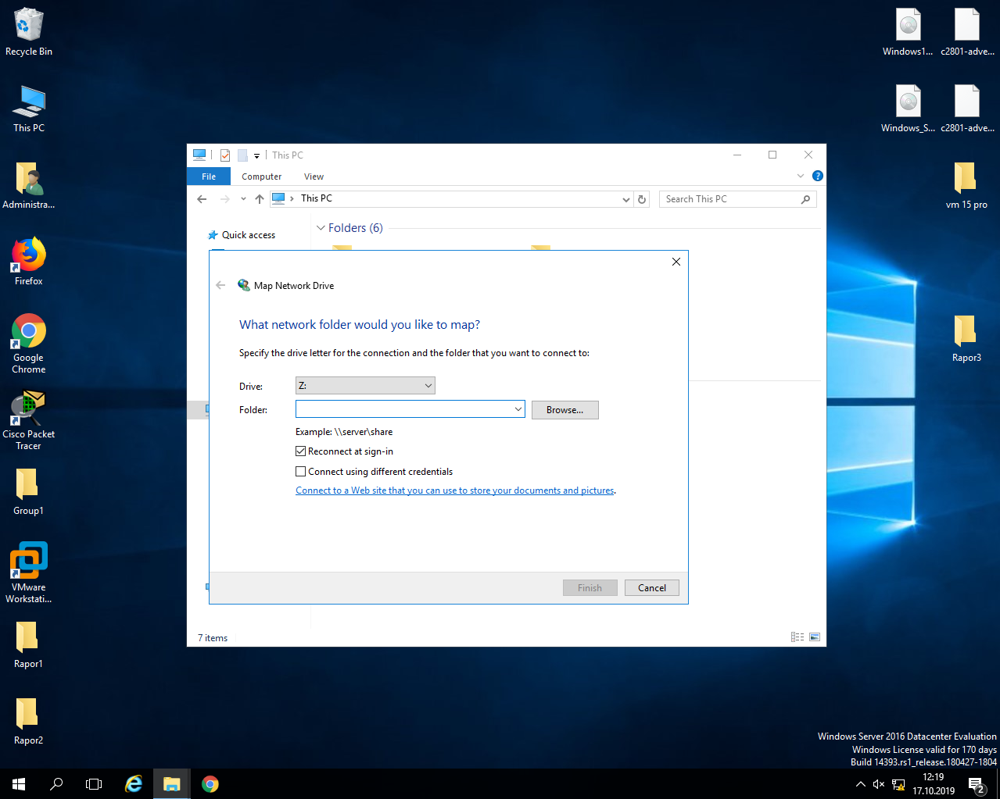 Recycle Bin
This PC
Administra...
Firefox
Google
Chrome
Cisco Packet
Tracer
Group1
VMware
Workstati...
Rapor1
Rapor2
Windows1...
c2801-adve...
Windows_S...
c2801-adve...
vm 15 pro
Rapor3
This PC
File
Computer
View
This PC
Search This PC
Quick access
Folders (6)
Map Network Drive
What network folder would you like to map?
Specify the drive letter for the connection and the folder that you want to connect to:
Drive:
Z:
Folder:
Browse...
Example: \\server\share
Reconnect at sign-in
Connect using different credentials
Connect to a Web site that you can use to store your documents and pictures.
Finish
Cancel
7 items
Windows Server 2016 Datacenter Evaluation
Windows License valid for 170 days
Build 14393.rs1_release.180427-1804
12:19
17.10.2019
2